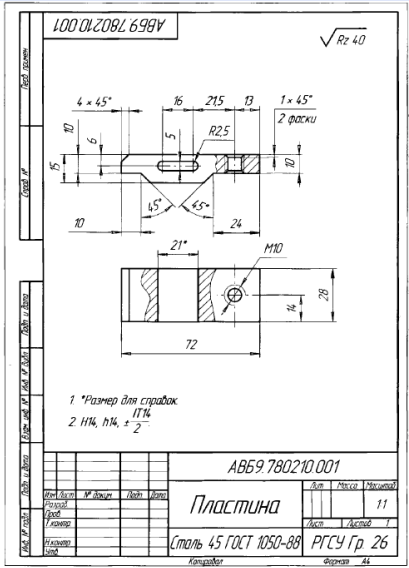 АВБ9.780210.001
Rz 40
4 × 45°
16
21,5
13
1 × 45°
2 фаски
R2,5
10
6
15
5
10
45°
45°
10
24
21*
M10
14
28
72
1 *Размер для справок.
2. H14, h14, ± IT14/2.
Перв. примен.
Справ. №
Подп. и дата
Инв. № дубл.
Взам. инв. №
Подп. и дата
Инв. № подл.
АВБ9.780210.001
Изм Лист № докум. Подп. Дата
Разраб.
Пров.
Т.контр.
Н.контр.
Утв.
Пластина
Лит. Масса Масштаб
1:1
Лист Листов 1
Сталь 45 ГОСТ 1050-88
РГСУ Гр. 26
Копировал Формат А4